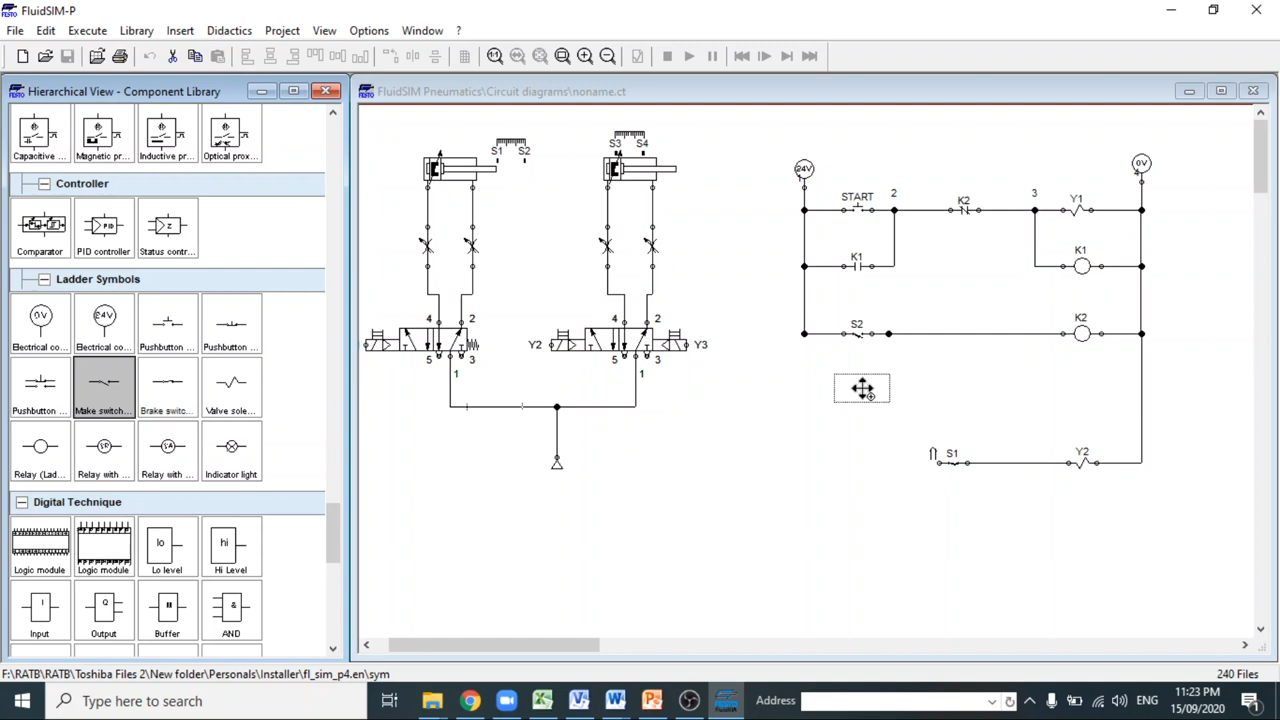 FluidSIM-P
File Edit Execute Library Insert Didactics Project View Options Window ?
Hierarchical View - Component Library
FluidSIM Pneumatics\Circuit diagrams\noname.ct
Capacitive ... Magnetic pr... Inductive pr... Optical prox...
Controller
Comparator PID controller Status contr...
Ladder Symbols
0V 24V
Electrical co... Electrical co... Pushbutton ... Pushbutton ...
Pushbutton ... Make switch... Brake switc... Valve sole...
Relay (Lad... Relay with ... Relay with ... Indicator light
Digital Technique
lo hi
Logic module Logic module Lo level Hi Level
I Q &
Input Output Buffer AND
S1 S2
S3 S4
4 2
5 3
1
Y2 4 2 Y3
5 3
1
24V 0V
1 4
START 2 K2 3 Y1
K1 K1
S2 K2
S1 Y2
F:\RATB\RATB\Toshiba Files 2\New folder\Personals\Installer\fl_sim_p4.en\sym 240 Files
Type here to search
Address
ENG
11:23 PM
15/09/2020